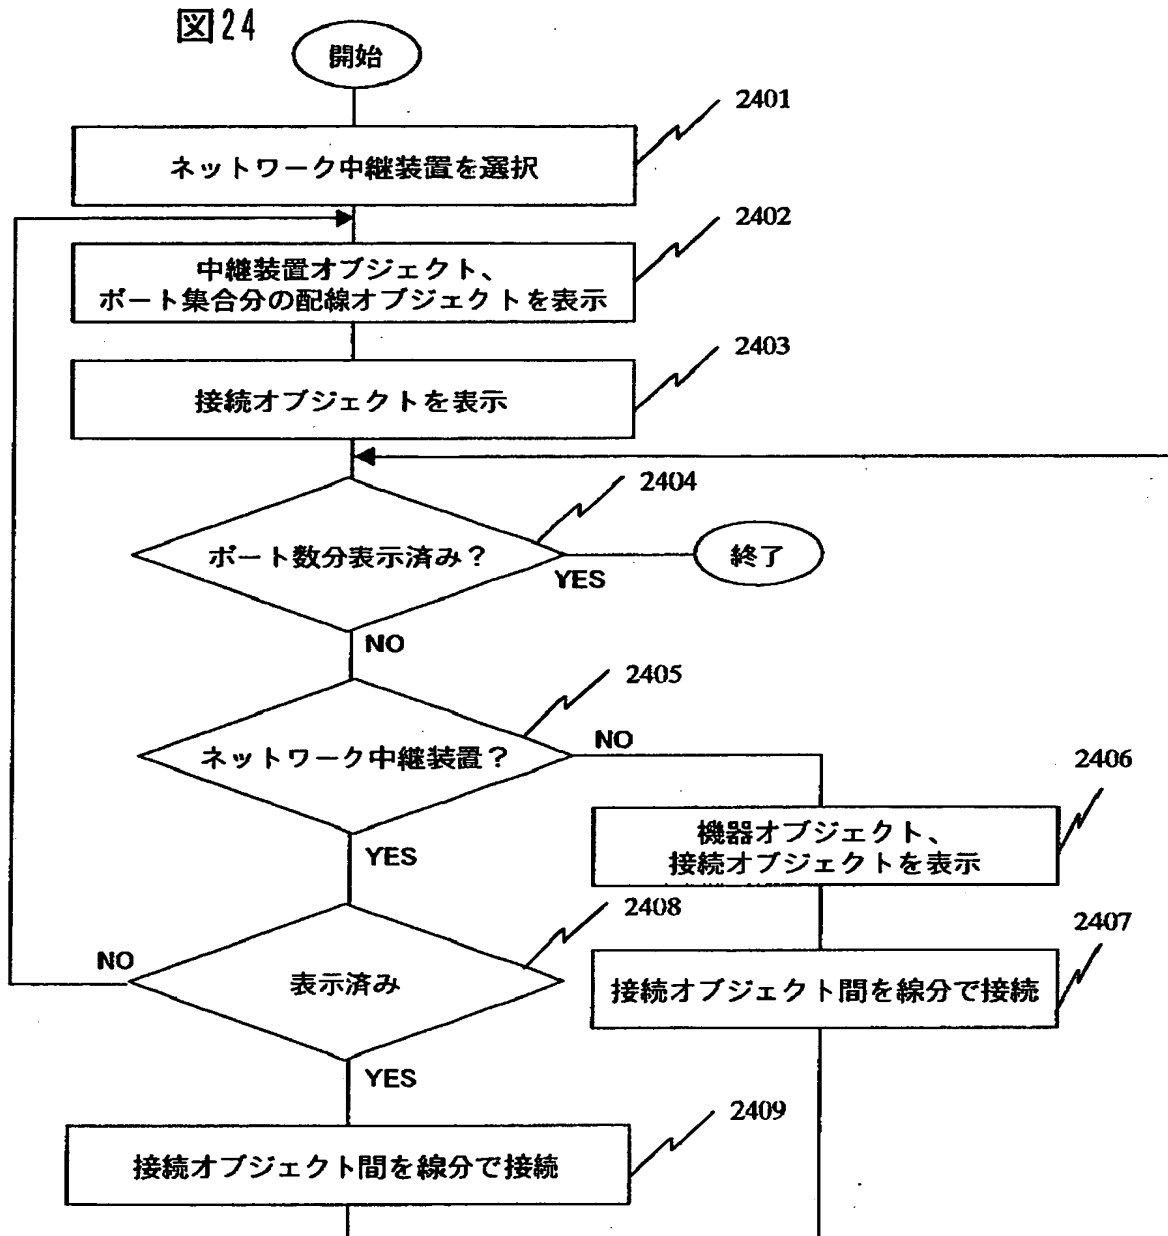 図24
開始
2401
ネットワーク中継装置を選択
2402
中継装置オブジェクト、
ポート集合分の配線オブジェクトを表示
2403
接続オブジェクトを表示
2404
ポート数分表示済み?
YES
終了
NO
2405
ネットワーク中継装置?
NO
2406
機器オブジェクト、
接続オブジェクトを表示
YES
2408
2407
NO
表示済み
接続オブジェクト間を線分で接続
YES
2409
接続オブジェクト間を線分で接続